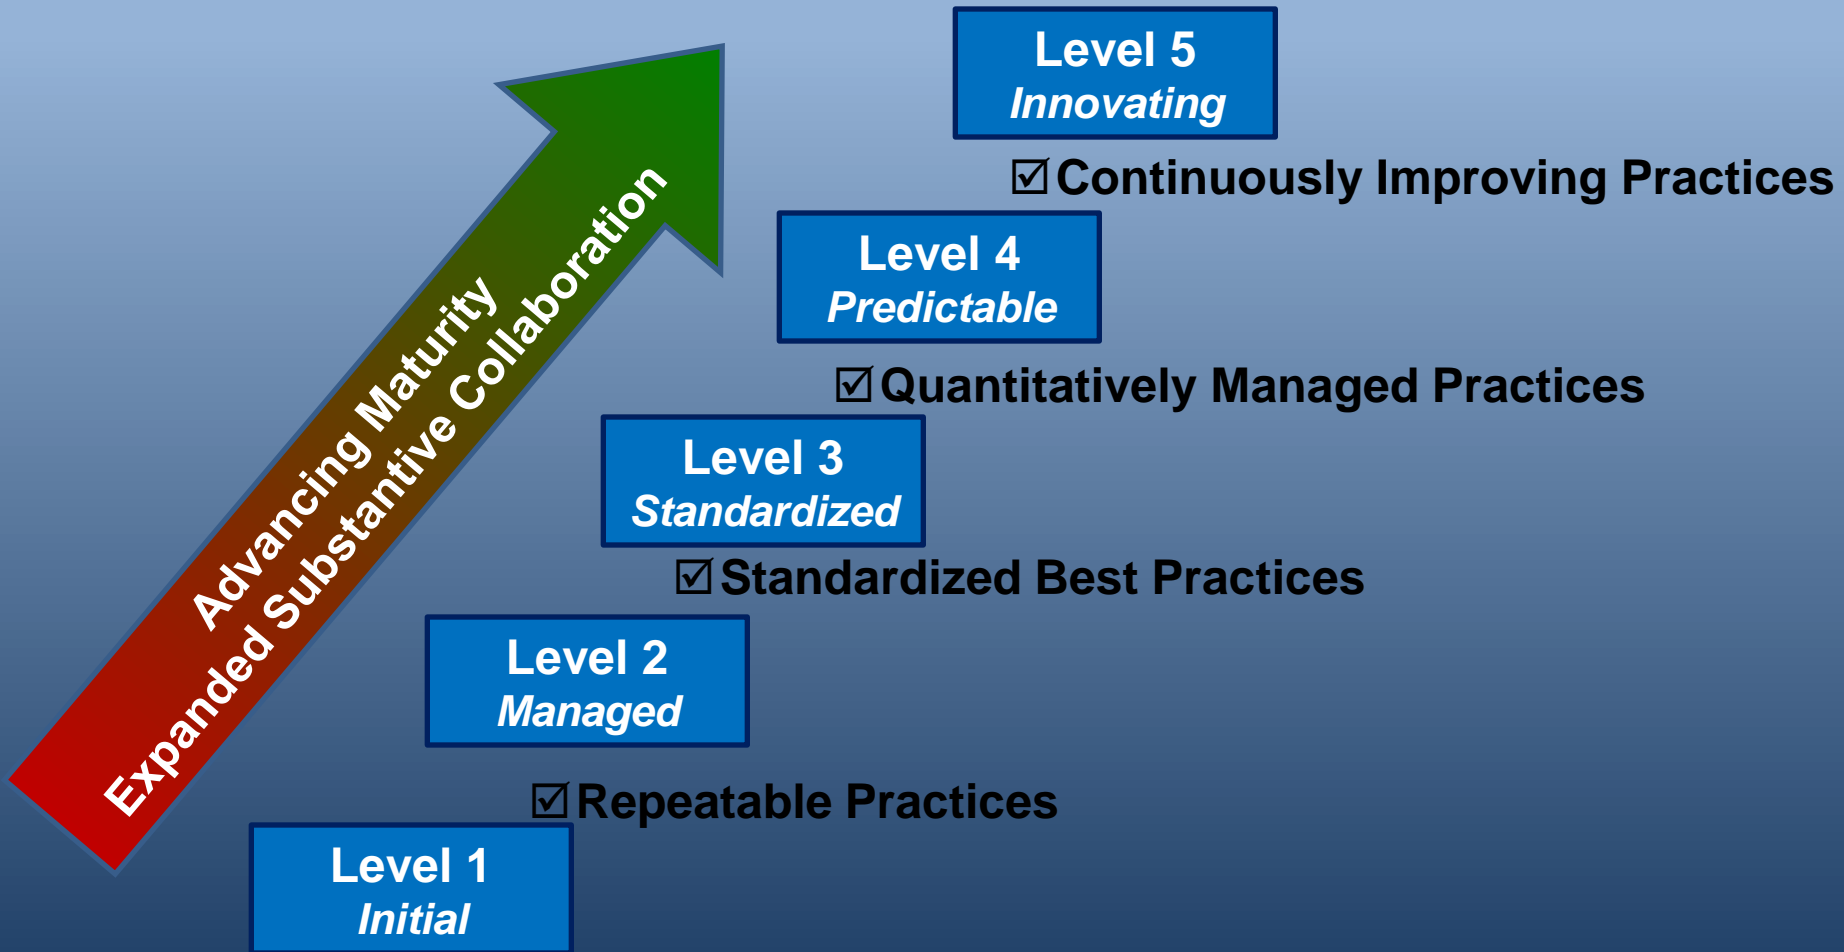 Advancing Maturity
Expanded Substantive Collaboration
Level 5
Innovating
☑Continuously Improving Practices
Level 4
Predictable
☑Quantitatively Managed Practices
Level 3
Standardized
☑Standardized Best Practices
Level 2
Managed
☑Repeatable Practices
Level 1
Initial